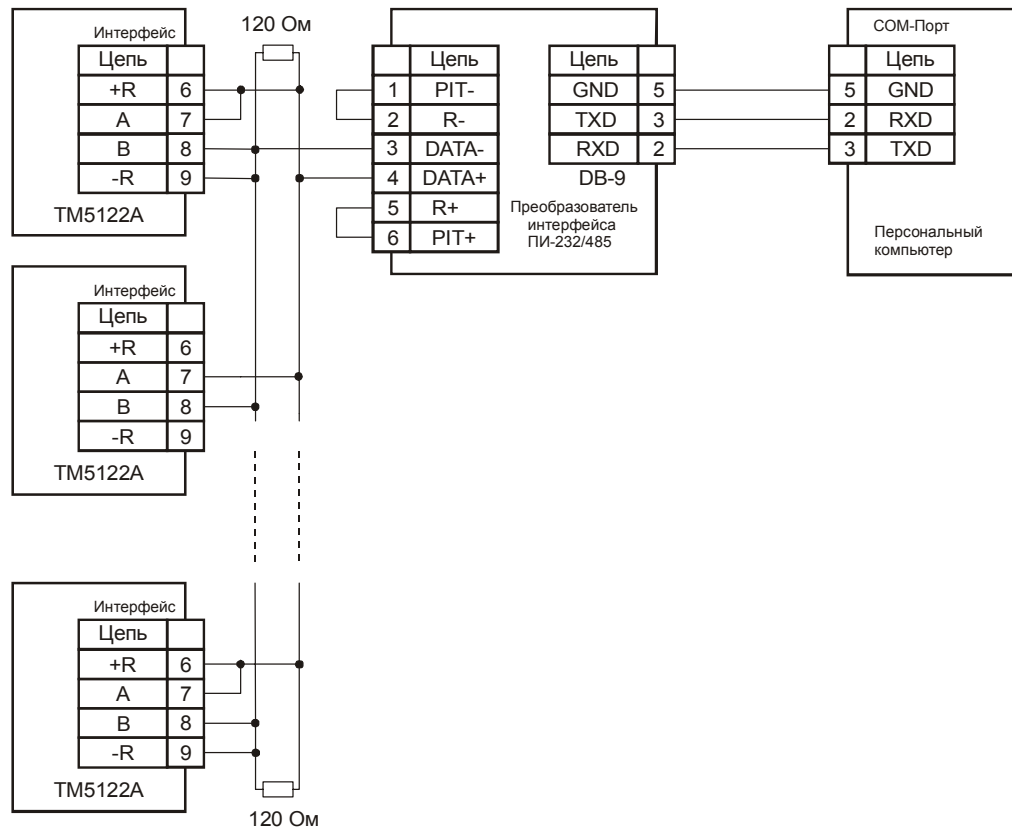 Интерфейс
Цепь
+R 6
A 7
B 8
-R 9
TM5122A
120 Ом
Цепь
1 PIT-
2 R-
3 DATA-
4 DATA+
5 R+
6 PIT+
Цепь
GND 5
TXD 3
RXD 2
DB-9
Преобразователь
интерфейса
ПИ-232/485
COM-Порт
Цепь
5 GND
2 RXD
3 TXD
Персональный
компьютер
Интерфейс
Цепь
+R 6
A 7
B 8
-R 9
TM5122A
Интерфейс
Цепь
+R 6
A 7
B 8
-R 9
TM5122A
120 Ом